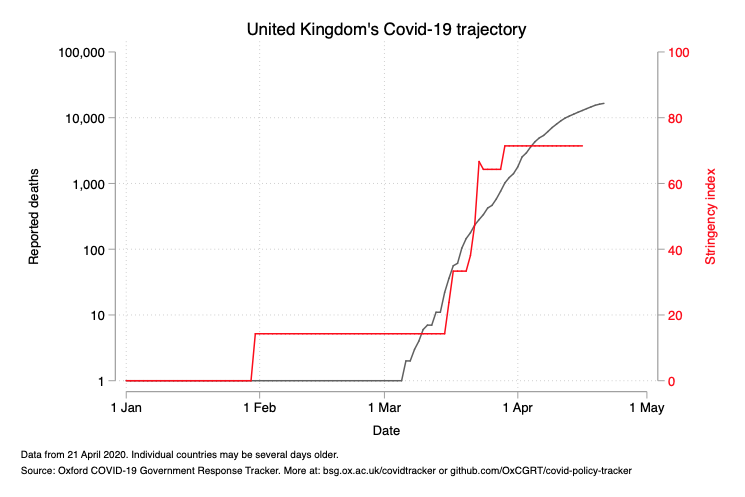 United Kingdom's Covid-19 trajectory
100,000
10,000
1,000
100
10
1
Reported deaths
100
80
60
40
20
0
Stringency index
1 Jan
1 Feb
1 Mar
1 Apr
1 May
Date
Data from 21 April 2020. Individual countries may be several days older.
Source: Oxford COVID-19 Government Response Tracker. More at: bsg.ox.ac.uk/covidtracker or github.com/OxCGRT/covid-policy-tracker